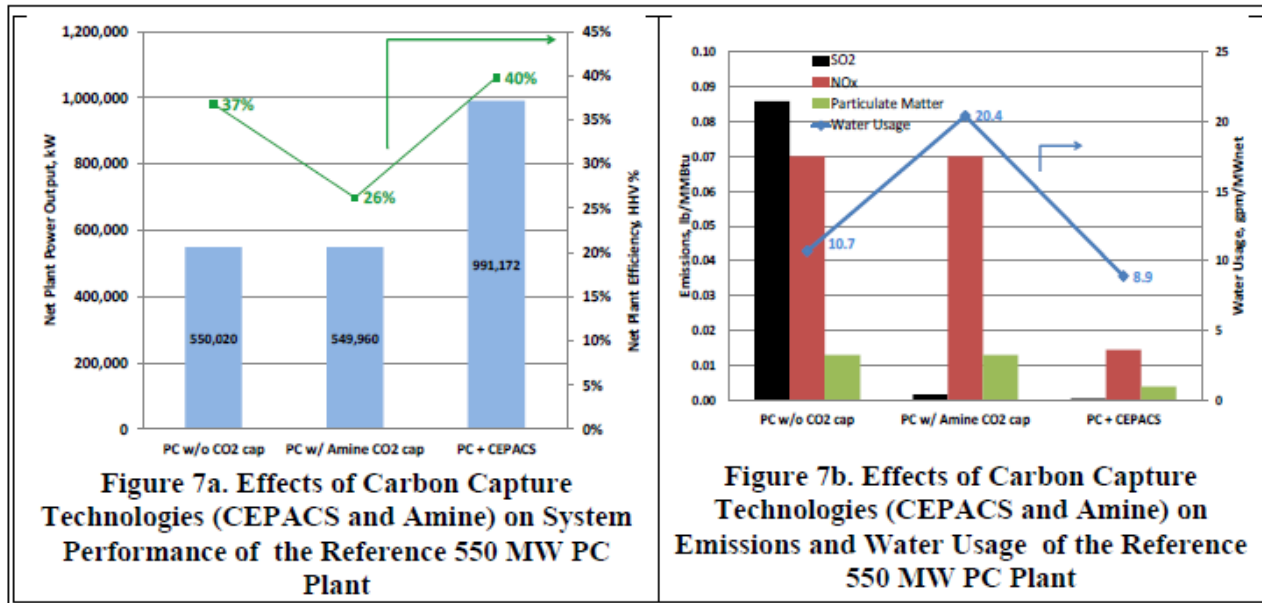 1,200,000
1,000,000
800,000
600,000
400,000
200,000
0
Net Plant Power Output, kW
37%
26%
40%
550,020
549,960
991,172
45%
40%
35%
30%
25%
20%
15%
10%
5%
0%
Net Plant Efficiency, HHV %
PC w/o CO2 cap
PC w/ Amine CO2 cap
PC + CEPACS
Figure 7a. Effects of Carbon Capture
Technologies (CEPACS and Amine) on System
Performance of the Reference 550 MW PC
Plant
0.10
0.09
0.08
0.07
0.06
0.05
0.04
0.03
0.02
0.01
0.00
Emissions, lb/MMBtu
SO2
NOx
Particulate Matter
Water Usage
10.7
20.4
8.9
25
20
15
10
5
0
Water Usage, gpm/MWnet
PC w/o CO2 cap
PC w/ Amine CO2 cap
PC + CEPACS
Figure 7b. Effects of Carbon Capture
Technologies (CEPACS and Amine) on
Emissions and Water Usage of the Reference
550 MW PC Plant